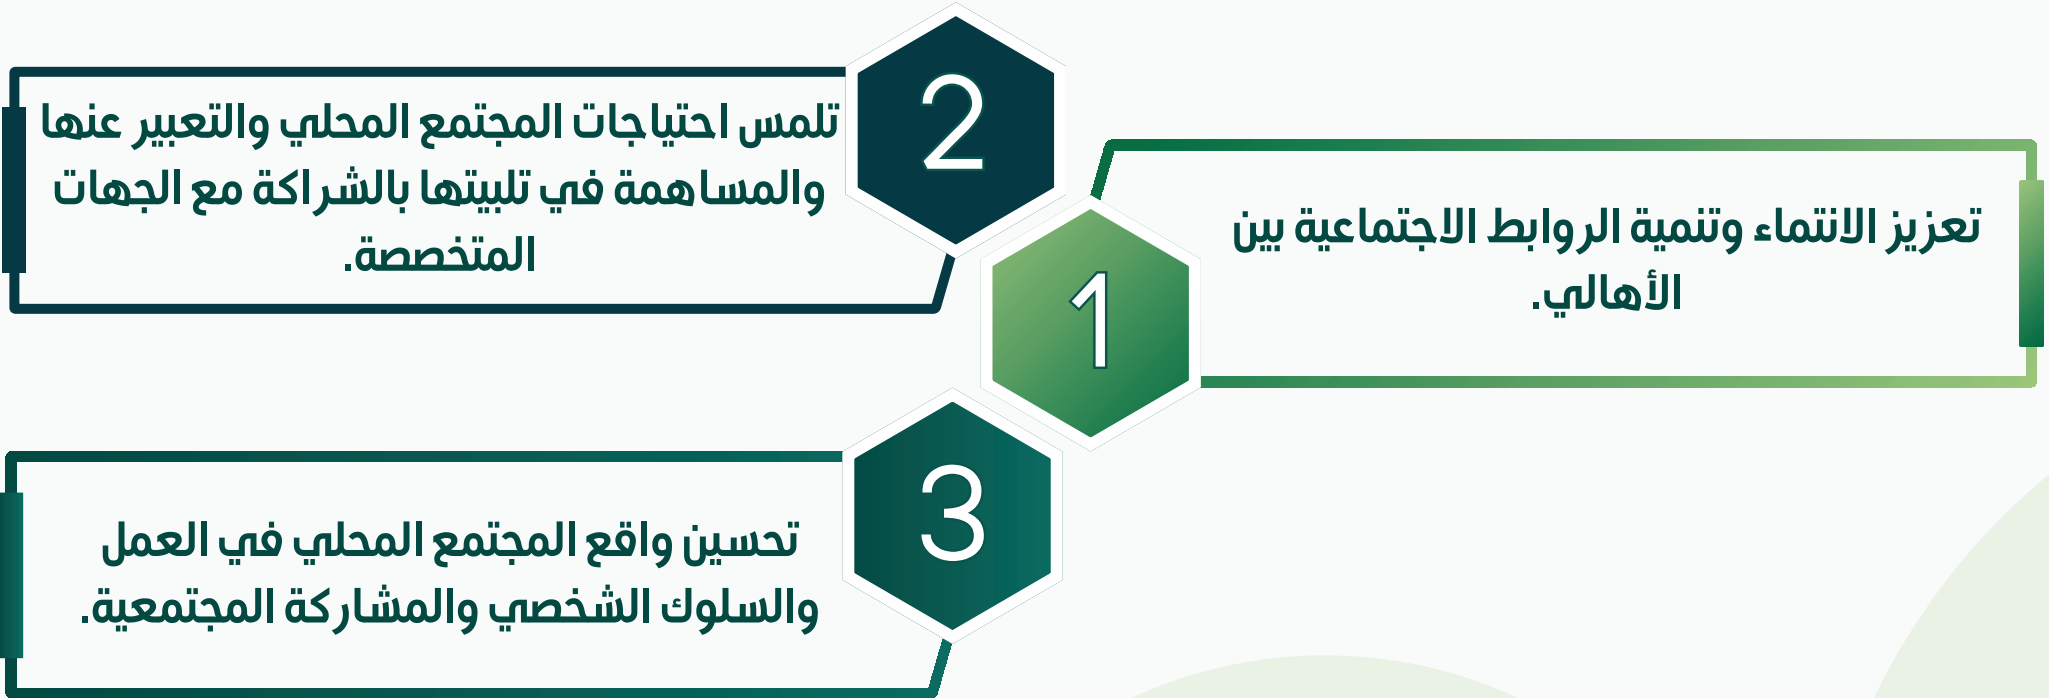 1
تعزيز الانتماء وتنمية الروابط الاجتماعية بين
الأهالي.
2
تلمس احتياجات المجتمع المحلي والتعبير عنها
والمساهمة في تلبيتها بالشراكة مع الجهات
المتخصصة.
3
تحسين واقع المجتمع المحلي في العمل
والسلوك الشخصي والمشاركة المجتمعية.